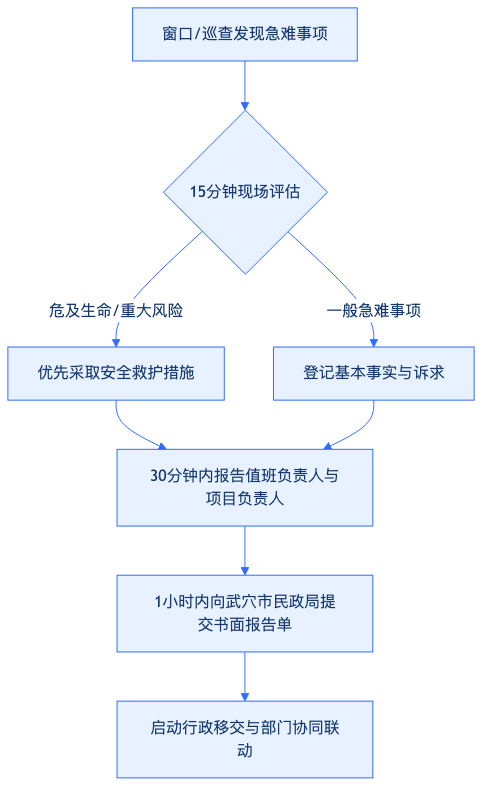 窗口/巡查发现急难事项
15分钟现场评估
危及生命/重大风险
一般急难事项
优先采取安全救护措施
登记基本事实与诉求
30分钟内报告值班负责人与
项目负责人
1小时内向武穴市民政局提
交书面报告单
启动行政移交与部门协同联
动